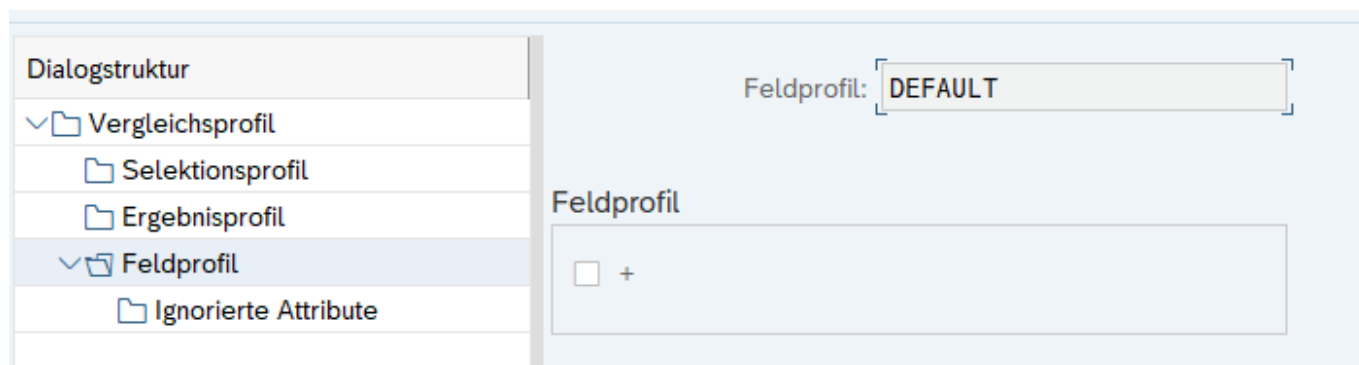 Dialogstruktur
Vergleichsprofil
Selektionsprofil
Ergebnisprofil
Feldprofil
Ignorierte Attribute
Feldprofil: DEFAULT
Feldprofil
+